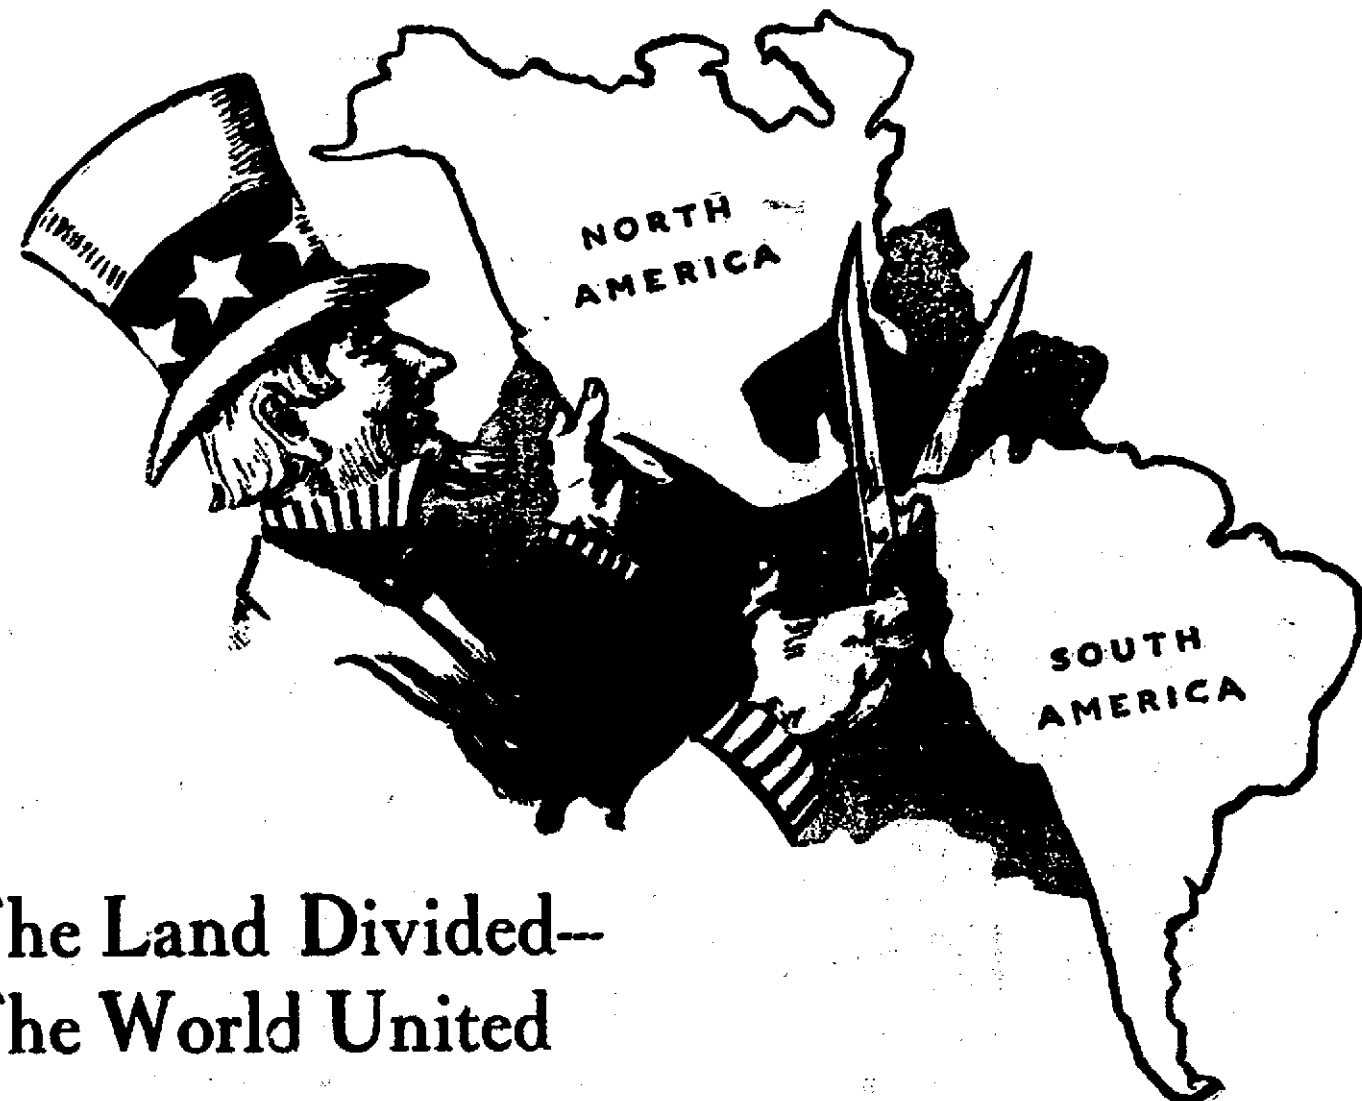 NORTH
AMERICA
SOUTH
AMERICA
The Land Divided--
The World United